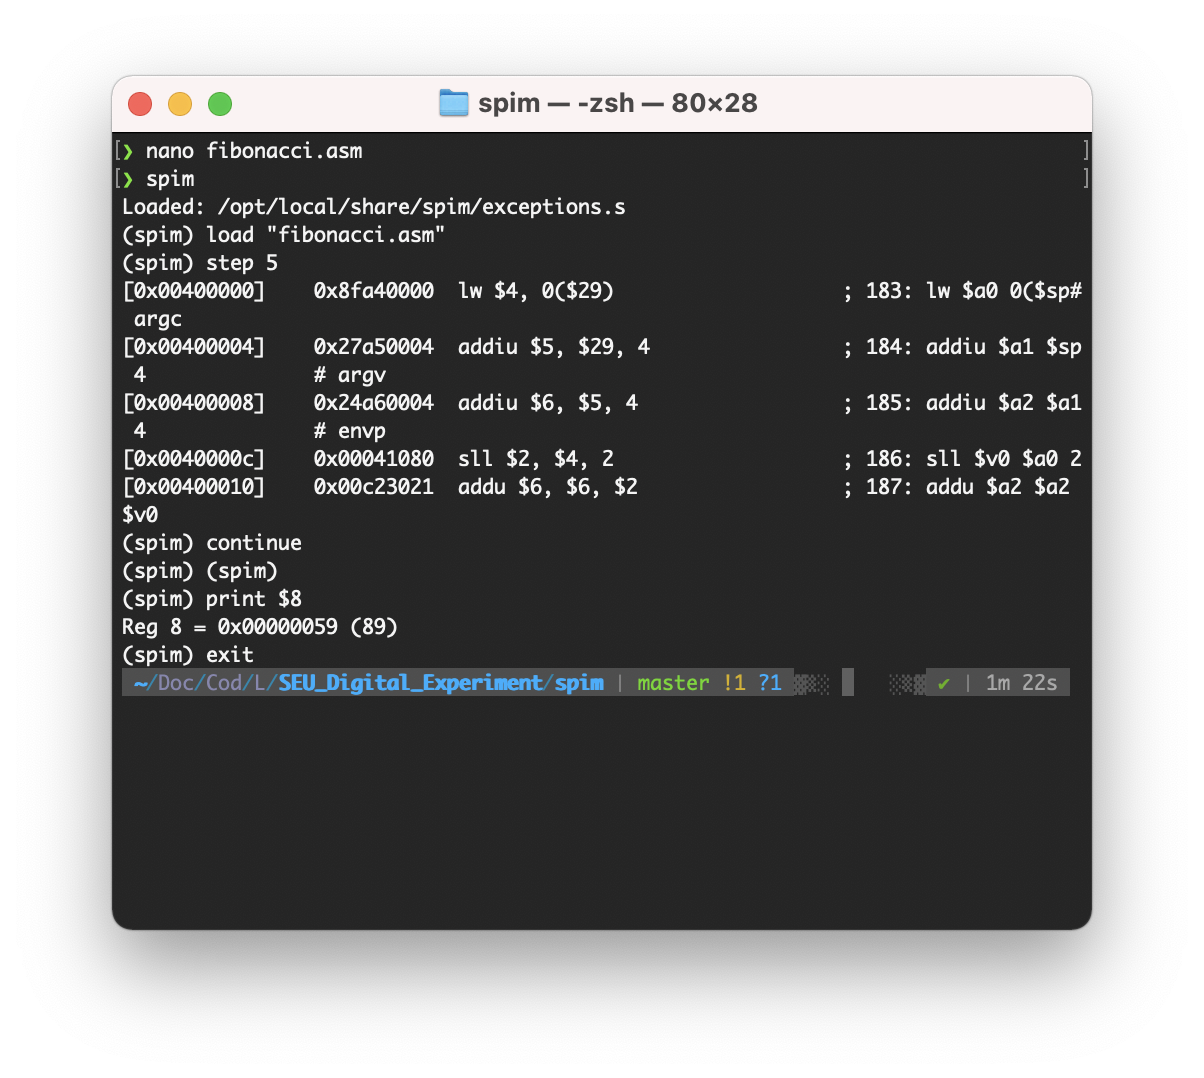 spim — -zsh — 80×28
[❯ nano fibonacci.asm ]
[❯ spim ]
Loaded: /opt/local/share/spim/exceptions.s
(spim) load "fibonacci.asm"
(spim) step 5
[0x00400000]    0x8fa40000  lw $4, 0($29)                   ; 183: lw $a0 0($sp#
 argc
[0x00400004]    0x27a50004  addiu $5, $29, 4                ; 184: addiu $a1 $sp
 4              # argv
[0x00400008]    0x24a60004  addiu $6, $5, 4                 ; 185: addiu $a2 $a1
 4              # envp
[0x0040000c]    0x00041080  sll $2, $4, 2                   ; 186: sll $v0 $a0 2
[0x00400010]    0x00c23021  addu $6, $6, $2                 ; 187: addu $a2 $a2
$v0
(spim) continue
(spim) (spim)
(spim) print $8
Reg 8 = 0x00000059 (89)
(spim) exit
~/Doc/Cod/L/SEU_Digital_Experiment/spim | master !1 ?1 ✔ | 1m 22s